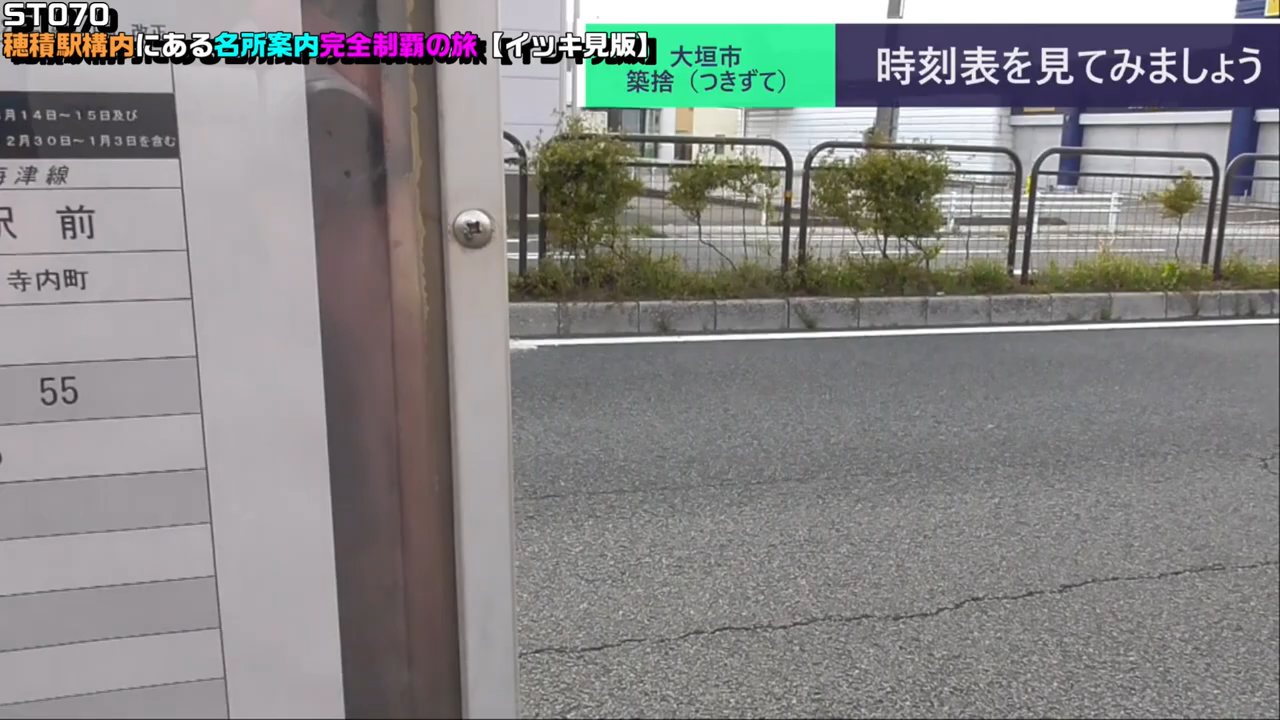 ST070
改正
穂積駅構内にある名所案内完全制覇の旅【イツキ見版】
大垣市
築捨（つきずて）
時刻表を見てみましょう
月14日〜15日及び
2月30日〜1月3日を含む
海津線
駅前
寺内町
55